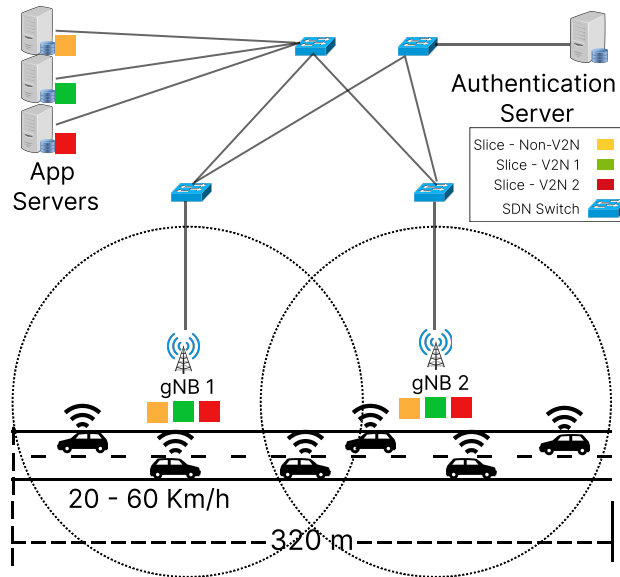 App
Servers
Authentication
Server
Slice - Non-V2N
Slice - V2N 1
Slice - V2N 2
SDN Switch
gNB 1
gNB 2
20 - 60 Km/h
320 m